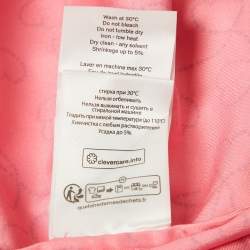 Wash at 30°C
Do not bleach
Do not tumble dry
Iron - low heat
Dry clean - any solvent
Shrinkage up to 5%
Laver en machine max 30°C
стирка при 30°C
Нельзя отбеливать
Нельзя выжимать и сушить в
стиральной машине
Гладить при низкой температуре (до 110°C)
Химчистка с любым растворителем
Усадка до 5%
clevercare.info
quefairedemesdechets.fr